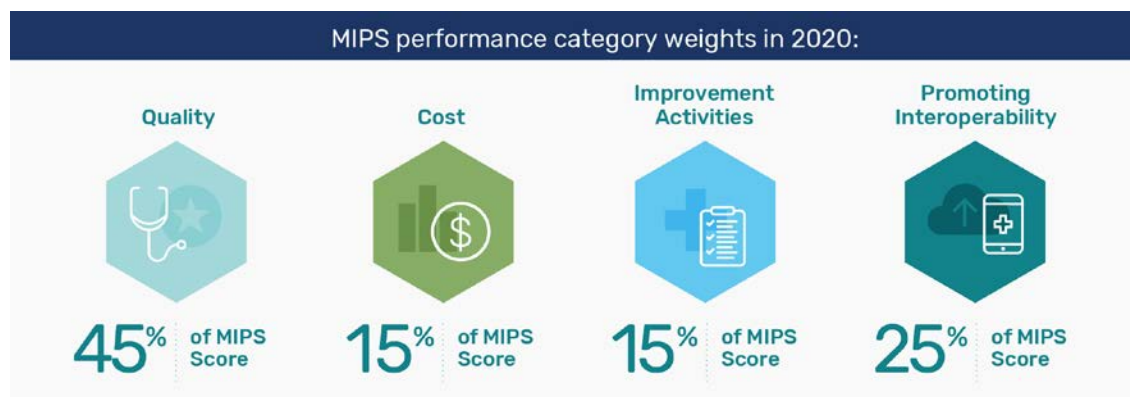 MIPS performance category weights in 2020:
Quality
Cost
Improvement
Activities
Promoting
Interoperability
$
45% of MIPS
Score
15% of MIPS
Score
15% of MIPS
Score
25% of MIPS
Score